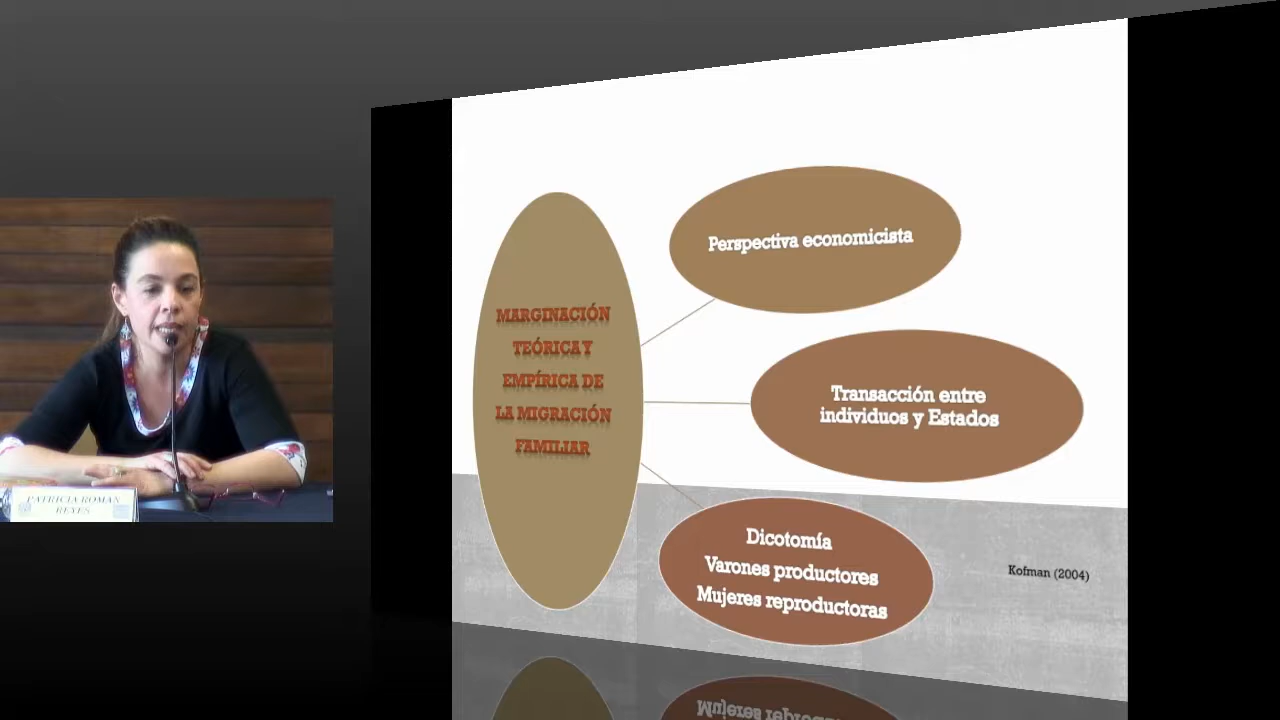 MARGINACIÓN
TEÓRICA Y
EMPÍRICA DE
LA MIGRACIÓN
FAMILIAR
Perspectiva economicista
Transacción entre
individuos y Estados
Dicotomía
Varones productores
Mujeres reproductoras
Kofman (2004)
PATRICIA ROMAN
REYES